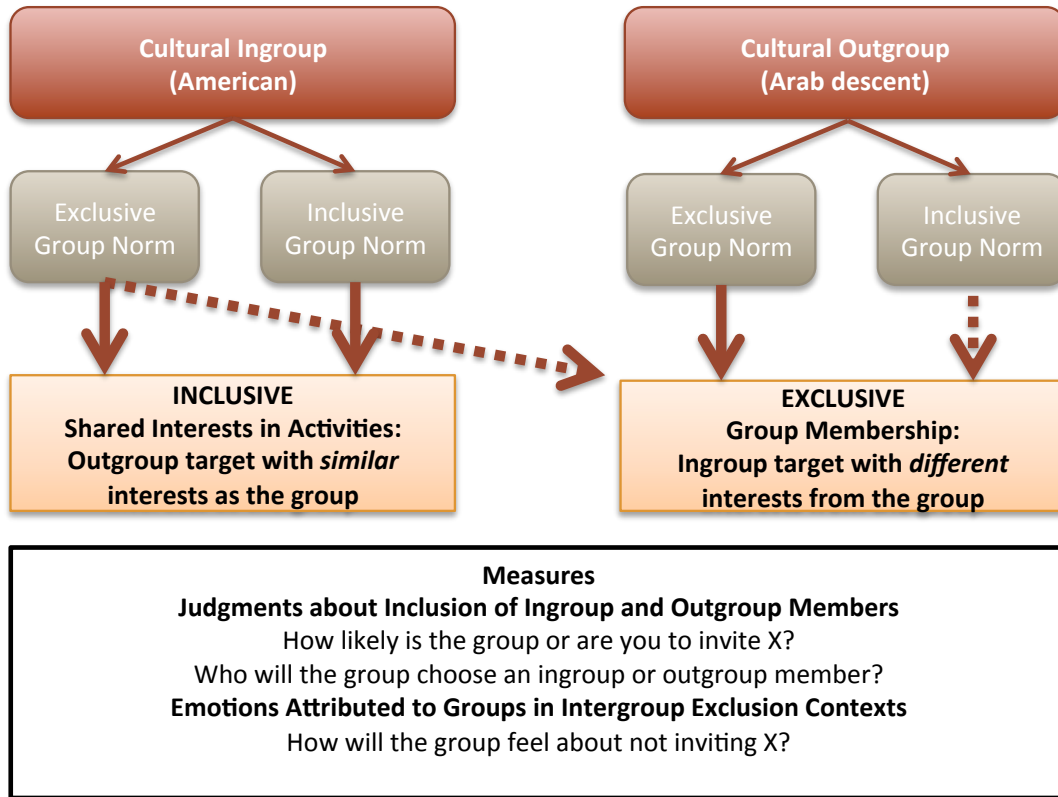 Cultural Ingroup
(American)
Cultural Outgroup
(Arab descent)
Exclusive
Group Norm
Inclusive
Group Norm
Exclusive
Group Norm
Inclusive
Group Norm
INCLUSIVE
Shared Interests in Activities:
Outgroup target with similar
interests as the group
EXCLUSIVE
Group Membership:
Ingroup target with different
interests from the group
Measures
Judgments about Inclusion of Ingroup and Outgroup Members
How likely is the group or are you to invite X?
Who will the group choose an ingroup or outgroup member?
Emotions Attributed to Groups in Intergroup Exclusion Contexts
How will the group feel about not inviting X?